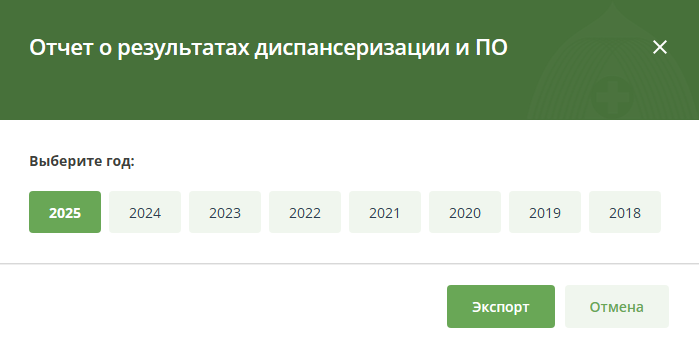 Отчет о результатах диспансеризации и ПО
Выберите год:
2025 2024 2023 2022 2021 2020 2019 2018
Экспорт Отмена